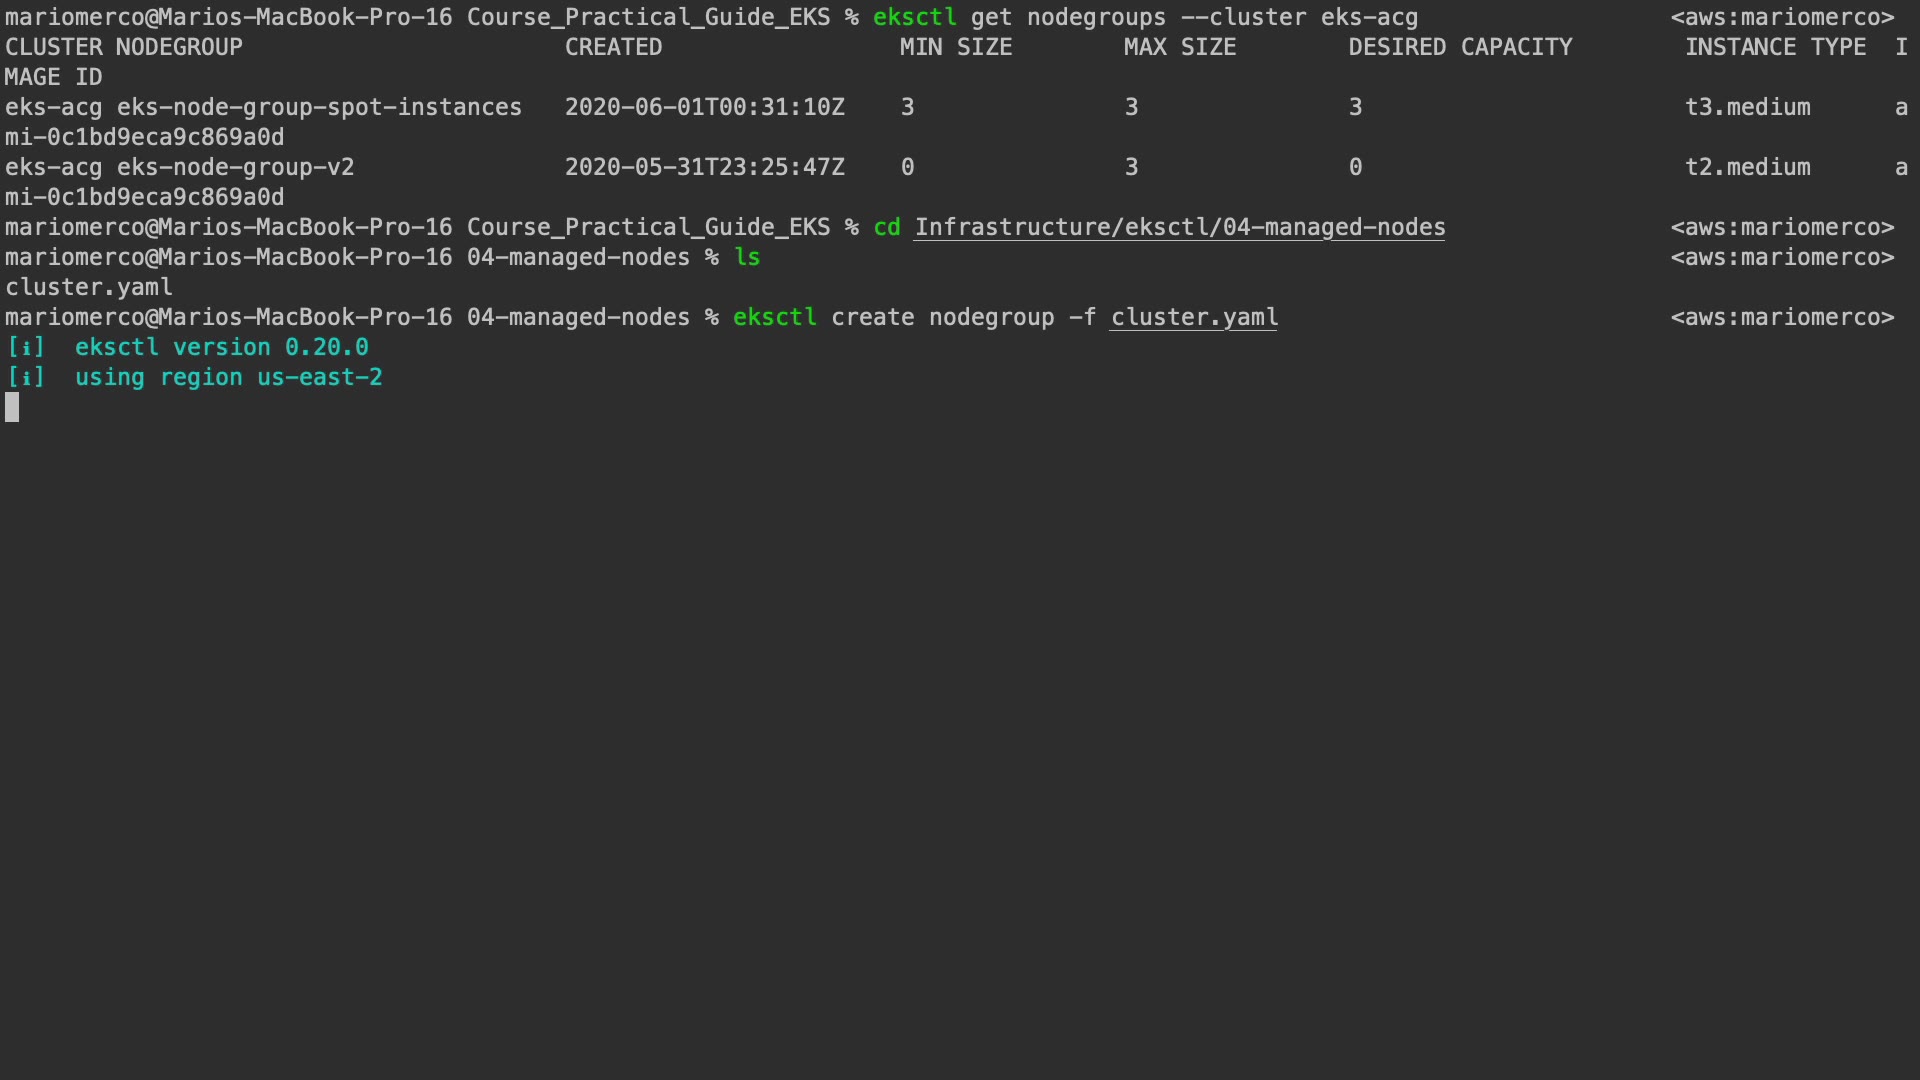 mariomerco@Marios-MacBook-Pro-16 Course_Practical_Guide_EKS % eksctl get nodegroups --cluster eks-acg <aws:mariomerco>
CLUSTER NODEGROUP CREATED MIN SIZE MAX SIZE DESIRED CAPACITY INSTANCE TYPE I
MAGE ID
eks-acg eks-node-group-spot-instances 2020-06-01T00:31:10Z 3 3 3 t3.medium a
mi-0c1bd9eca9c869a0d
eks-acg eks-node-group-v2 2020-05-31T23:25:47Z 0 3 0 t2.medium a
mi-0c1bd9eca9c869a0d
mariomerco@Marios-MacBook-Pro-16 Course_Practical_Guide_EKS % cd Infrastructure/eksctl/04-managed-nodes <aws:mariomerco>
mariomerco@Marios-MacBook-Pro-16 04-managed-nodes % ls <aws:mariomerco>
cluster.yaml
mariomerco@Marios-MacBook-Pro-16 04-managed-nodes % eksctl create nodegroup -f cluster.yaml <aws:mariomerco>
[ℹ] eksctl version 0.20.0
[ℹ] using region us-east-2